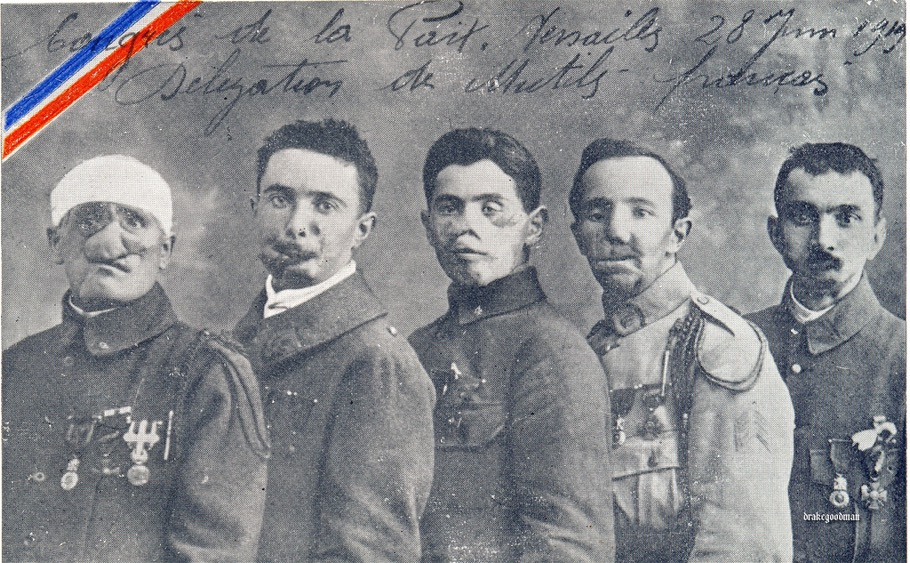 Congrès de la Paix. Versailles 28 Juin 1919
Délégation de Mutilés français
drakegoodman